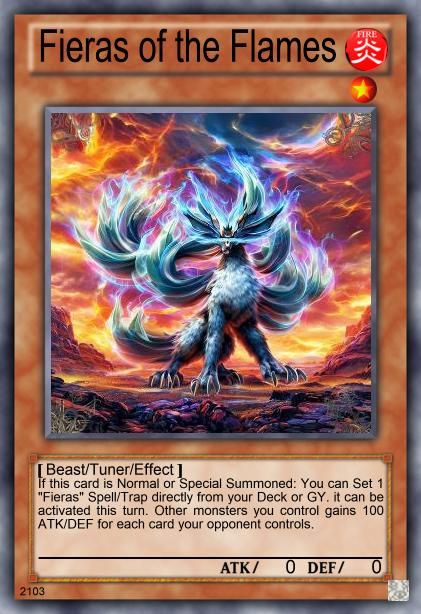 Fieras of the Flames
FIRE
炎
[ Beast/Tuner/Effect ]
If this card is Normal or Special Summoned: You can Set 1
"Fieras" Spell/Trap directly from your Deck or GY. it can be
activated this turn. Other monsters you control gains 100
ATK/DEF for each card your opponent controls.
ATK/ 0 DEF/ 0
2103